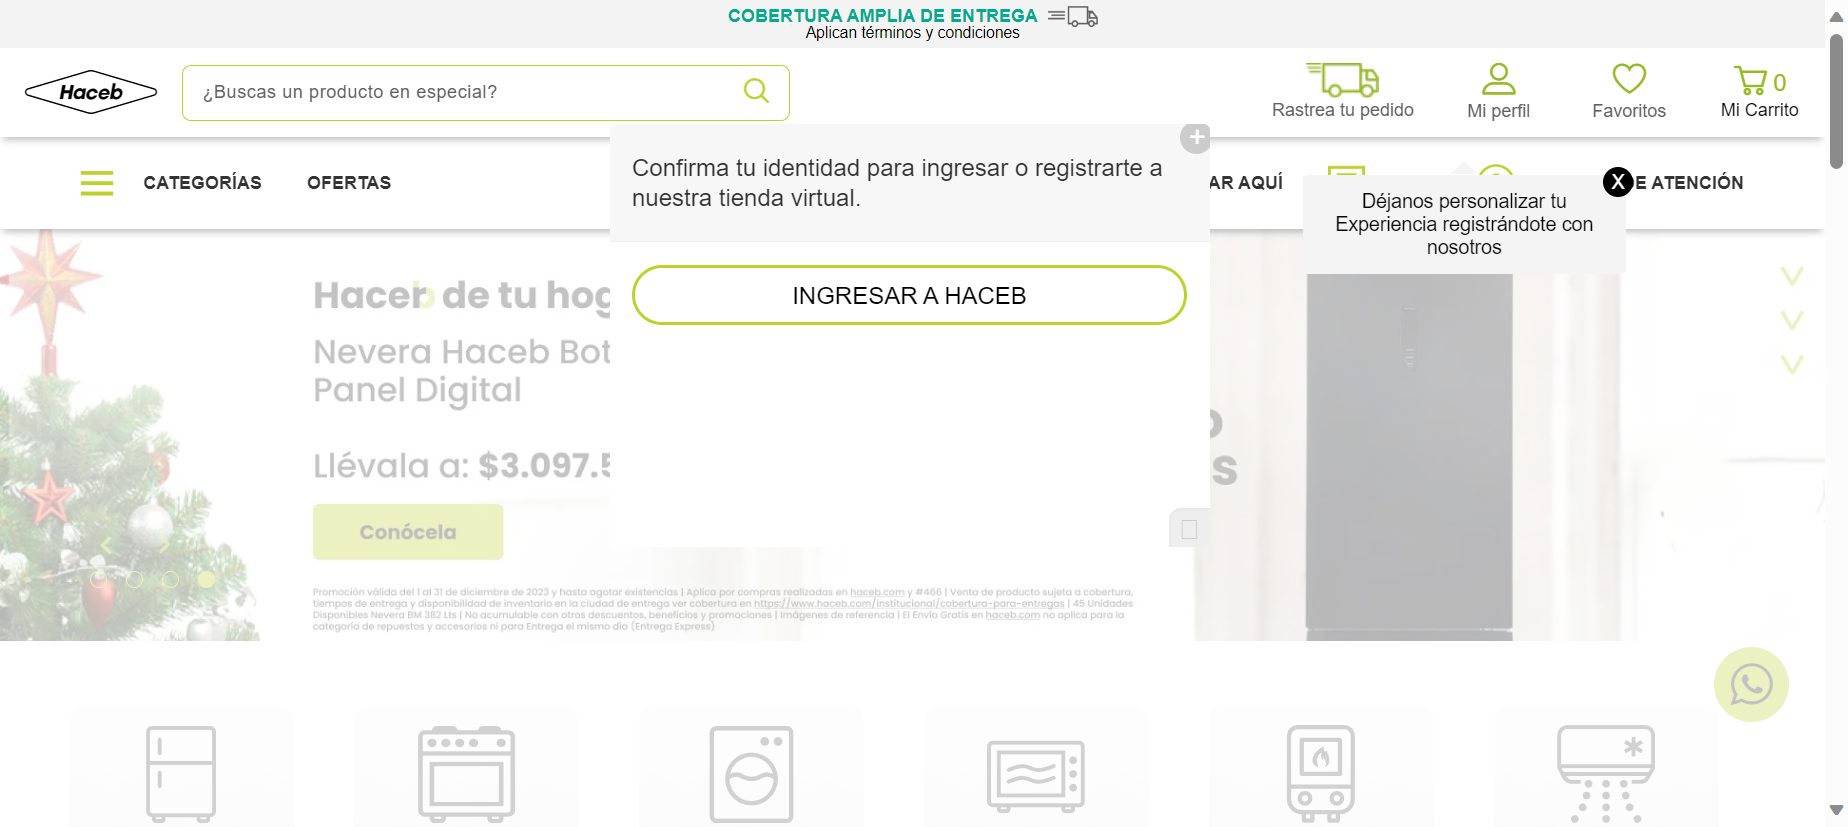 COBERTURA AMPLIA DE ENTREGA
Aplican términos y condiciones
Haceb
¿Buscas un producto en especial?
Rastrea tu pedido
Mi perfil
Favoritos
0
Mi Carrito
Confirma tu identidad para ingresar o registrarte a
nuestra tienda virtual.
CATEGORÍAS
OFERTAS
AR AQUÍ
E ATENCIÓN
X
Déjanos personalizar tu
Experiencia registrándote con
nosotros
INGRESAR A HACEB
de tu hog
Nevera Haceb Bot
Panel Digital
Llévala a: $3.097.5
Conócela
Promoción válida del 1 al 31 de diciembre de 2023 y hasta agotar existencias | Aplica por compras realizadas en haceb.com y #466 | Venta de producto sujeta a cobertura,
tiempos de entrega y disponibilidad de inventario en la ciudad de entrega ver cobertura en https://www.haceb.com/institucional/cobertura-para-entregas | 45 Unidades
Disponibles Nevera BM 382 Lts | No acumulable con otros descuentos, beneficios y promociones | Imágenes de referencia | El Envío Gratis en haceb.com no aplica para la
categoría de repuestos y accesorios ni para Entrega el mismo día (Entrega Express)